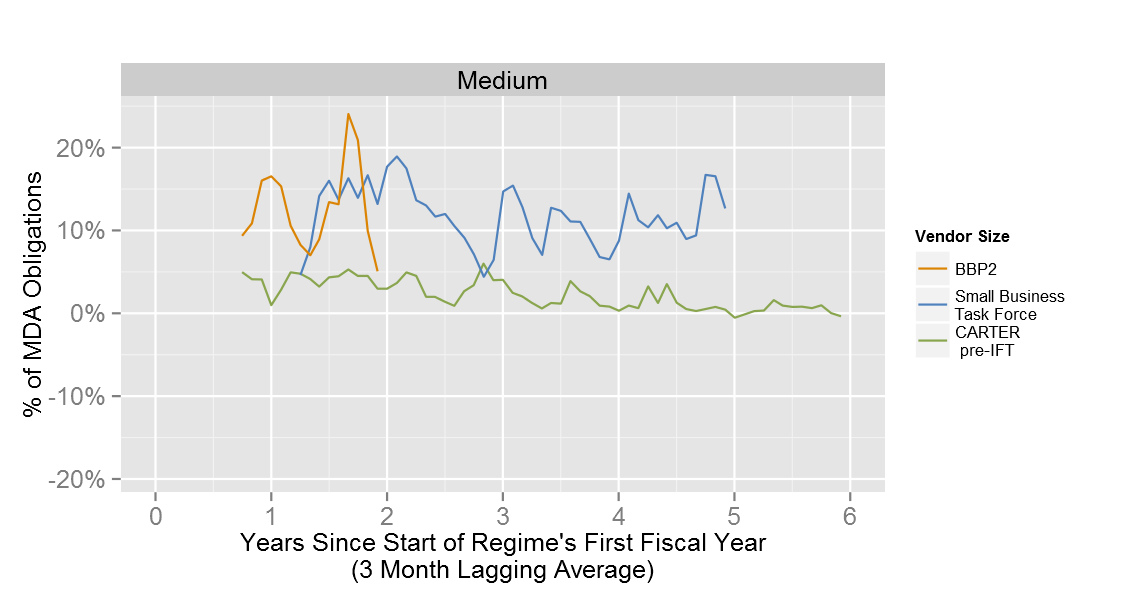 Medium
20%
10%
0%
-10%
-20%
% of MDA Obligations
0 1 2 3 4 5 6
Years Since Start of Regime's First Fiscal Year
(3 Month Lagging Average)
Vendor Size
BBP2
Small Business
Task Force
CARTER
pre-IFT